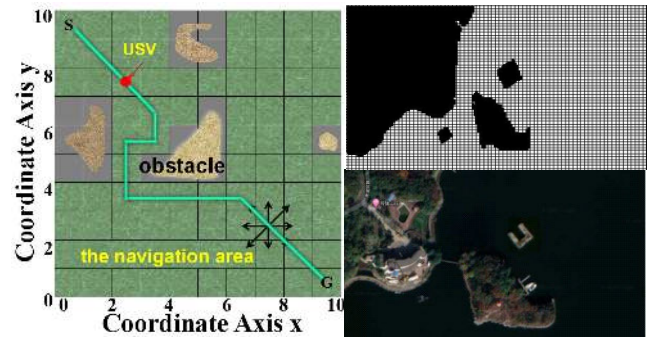 10
S
USV
8
6
obstacle
4
2
the navigation area
G
0
0
2
4
6
8
10
Coordinate Axis y
Coordinate Axis x